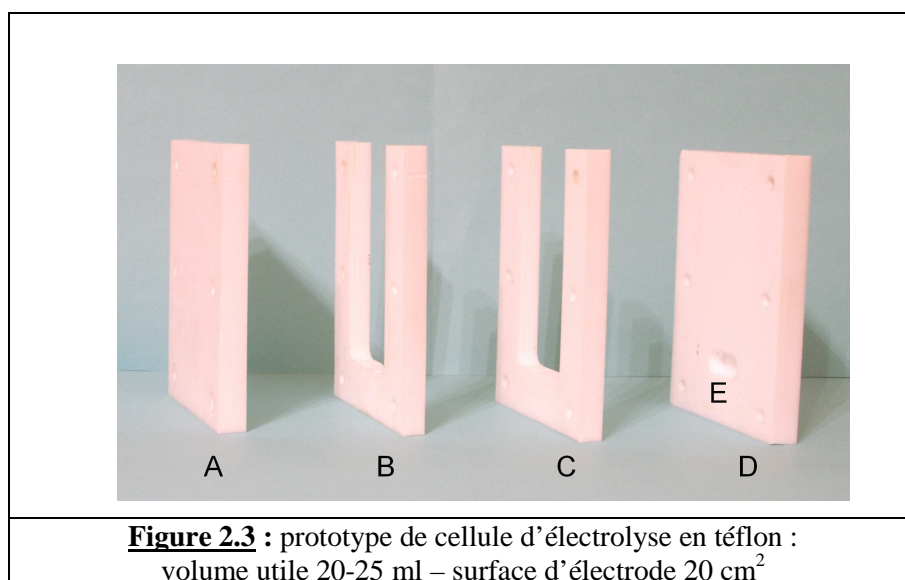 E
A B C D
Figure 2.3 : prototype de cellule d'électrolyse en téflon :
volume utile 20-25 ml – surface d'électrode 20 cm²